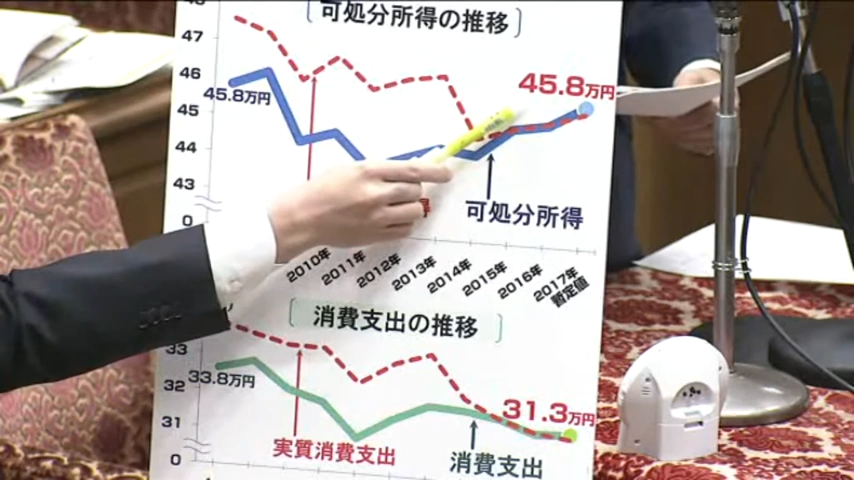 48
〔可処分所得の推移〕
47
46
45
44
43
0
45.8万円
45.8万円
可処分所得
2010年
2011年
2012年
2013年
2014年
2015年
2016年
2017年
暫定値
〔消費支出の推移〕
33
32
31
0
33.8万円
31.3万円
実質消費支出
消費支出